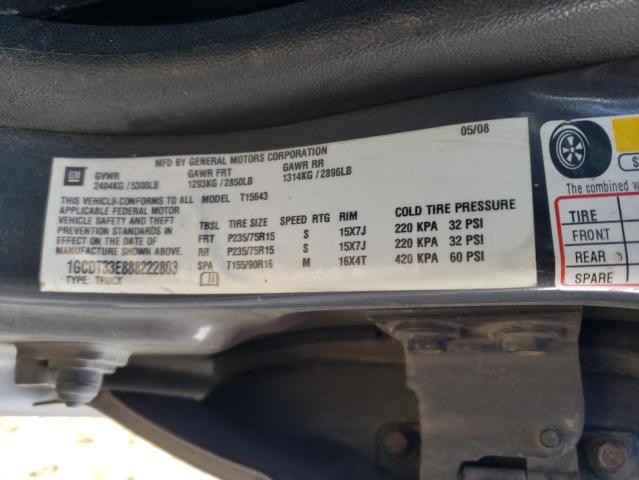 MFD BY GENERAL MOTORS CORPORATION 05/08
GM GVWR GAWR FRT GAWR RR
2404KG / 5300LB 1293KG / 2850LB 1314KG / 2896LB
THIS VEHICLE CONFORMS TO ALL MODEL T15643
APPLICABLE FEDERAL MOTOR
VEHICLE SAFETY AND THEFT
PREVENTION STANDARDS IN
EFFECT ON THE DATE OF
MANUFACTURE SHOWN ABOVE.
1GCDT33E888222803
TYPE: TRUCK
TBSL TIRE SIZE SPEED RTG RIM COLD TIRE PRESSURE
FRT P235/75R15 S 15X7J 220 KPA 32 PSI
RR P235/75R15 S 15X7J 220 KPA 32 PSI
SPA T155/90R16 M 16X4T 420 KPA 60 PSI
The combined w
TIRE
FRONT
REAR
SPARE